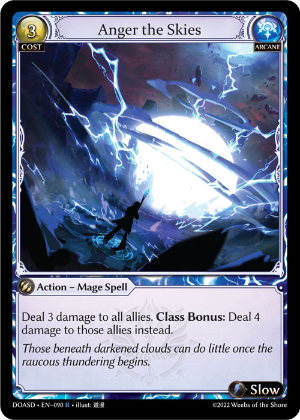 3
Anger the Skies
COST
ARCANE
Action – Mage Spell
Deal 3 damage to all allies. Class Bonus: Deal 4
damage to those allies instead.
Those beneath darkened clouds can do little once the
raucous thundering begins.
Slow
DOASD • EN-090 R • illust:
©2022 Weebs of the Shore